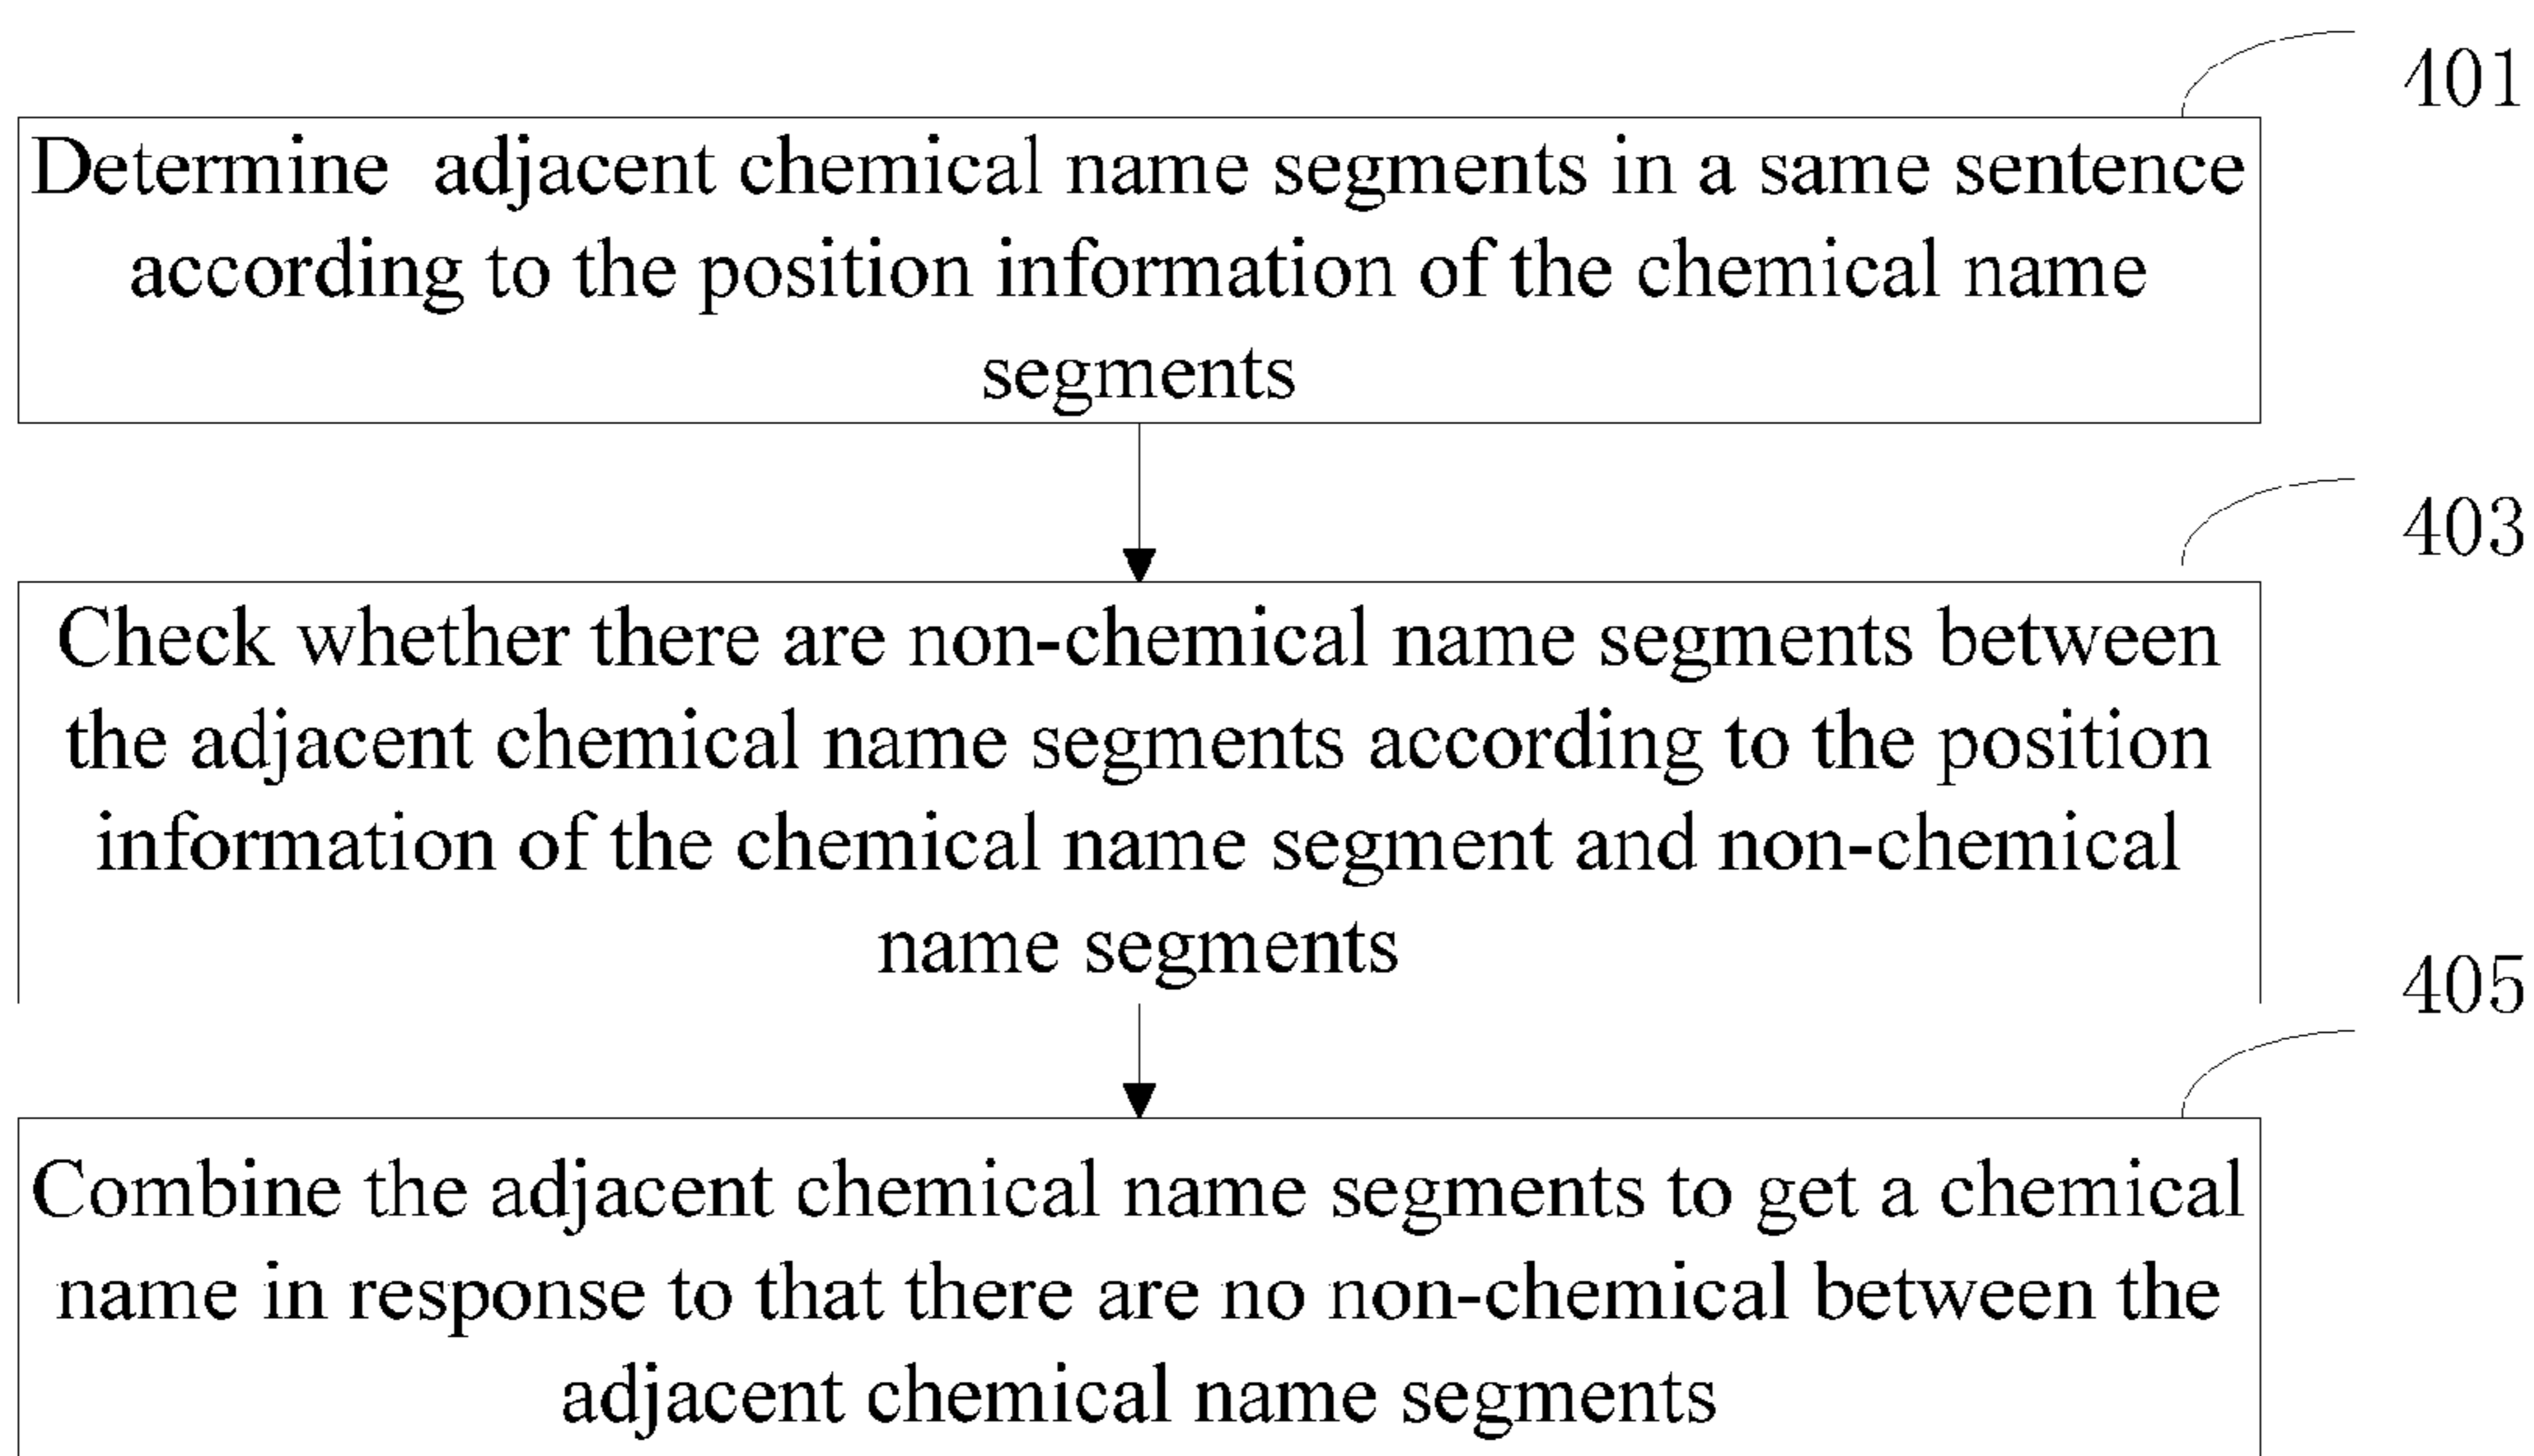 401
Determine adjacent chemical name segments in a same sentence
according to the position information of the chemical name
segments
403
Check whether there are non-chemical name segments between
the adjacent chemical name segments according to the position
information of the chemical name segment and non-chemical
name segments
405
Combine the adjacent chemical name segments to get a chemical
name in response to that there are no non-chemical between the
adjacent chemical name segments